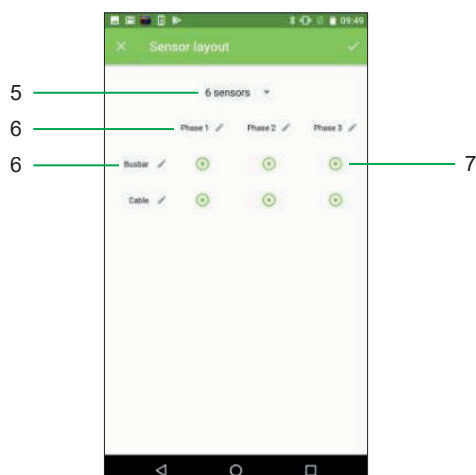 09:49
Sensor layout
5
6 sensors
6
Phase 1 Phase 2 Phase 3
6
Busbar
7
Cable